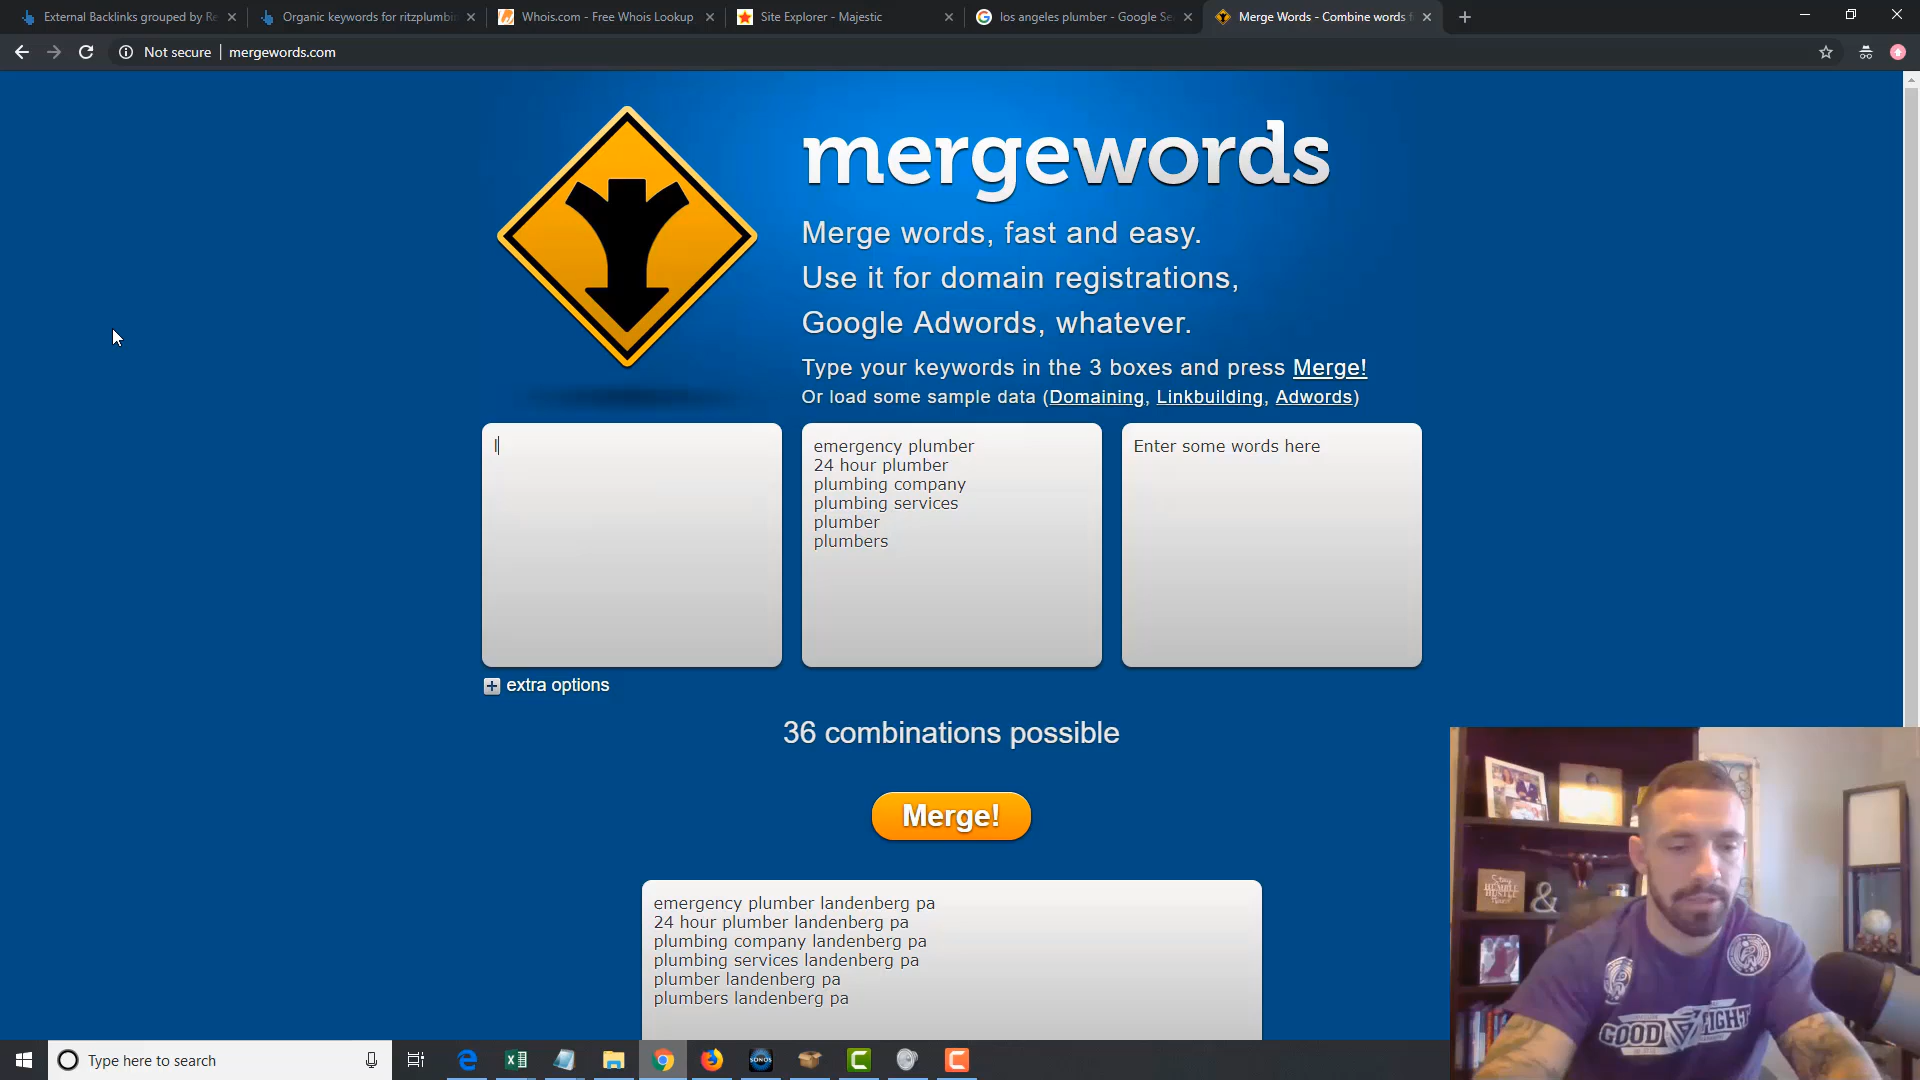 External Backlinks grouped by Re
Organic keywords for ritzplumbin
Whois.com - Free Whois Lookup
Site Explorer - Majestic
los angeles plumber - Google Se
Merge Words - Combine words f
Not secure
mergewords.com
mergewords
Merge words, fast and easy.
Use it for domain registrations,
Google Adwords, whatever.
Type your keywords in the 3 boxes and press Merge!
Or load some sample data (Domaining, Linkbuilding, Adwords)
l
emergency plumber
24 hour plumber
plumbing company
plumbing services
plumber
plumbers
Enter some words here
extra options
36 combinations possible
Merge!
emergency plumber landenberg pa
24 hour plumber landenberg pa
plumbing company landenberg pa
plumbing services landenberg pa
plumber landenberg pa
plumbers landenberg pa
&
GOOD FIGHT
Type here to search
SONOS